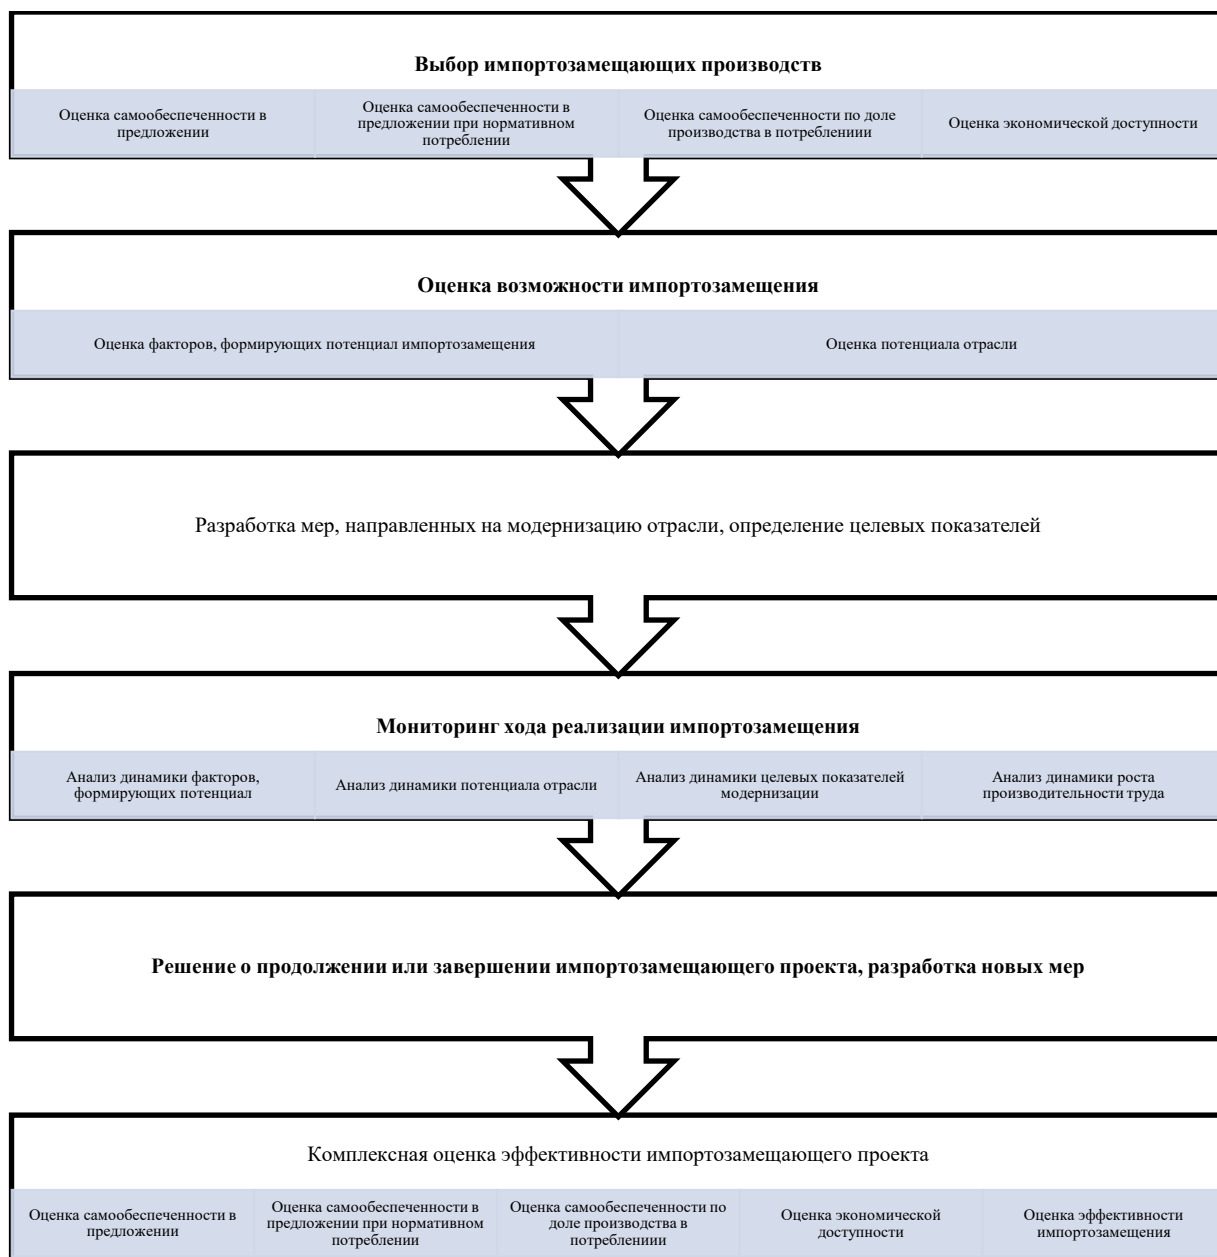 Выбор импортозамещающих производств
Оценка самообеспеченности в
предложении
Оценка самообеспеченности в
предложении при нормативном
потреблении
Оценка самообеспеченности по доле
производства в потреблениии
Оценка экономической доступности
Оценка возможности импортозамещения
Оценка факторов, формирующих потенциал импортозамещения
Оценка потенциала отрасли
Разработка мер, направленных на модернизацию отрасли, определение целевых показателей
Мониторинг хода реализации импортозамещения
Анализ динамики факторов,
формирующих потенциал
Анализ динамики потенциала отрасли
Анализ динамики целевых показателей
модернизации
Анализ динамики роста
производительности труда
Решение о продолжении или завершении импортозамещающего проекта, разработка новых мер
Комплексная оценка эффективности импортозамещающего проекта
Оценка самообеспеченности в
предложении
Оценка самообеспеченности в
предложении при нормативном
потреблении
Оценка самообеспеченности по
доле производства в
потреблениии
Оценка экономической
доступности
Оценка эффективности
импортозамещения